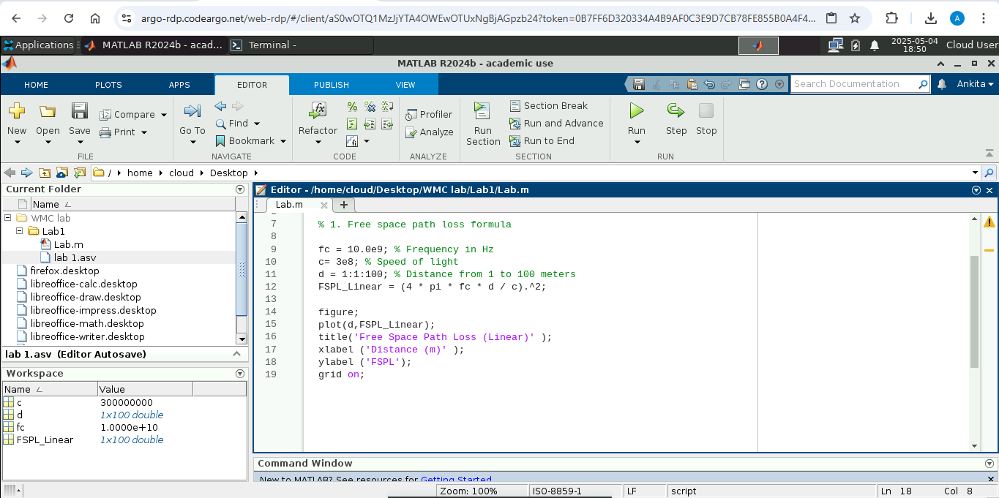 argo-rdp.codeargo.net/web-rdp/#/client/aS0wOTQ1MzJjYTA4OWEwOTUxNgBjAGpzb24?token=0B7FF6D320334A4B9AF0C3E9D7CB78FE855B0A4F4...
A
Applications
MATLAB R2024b - acad...
Terminal -
2025-05-04
18:50
Cloud User
MATLAB R2024b - academic use
HOME PLOTS APPS EDITOR PUBLISH VIEW
Search Documentation
Ankita
New Open Save
Compare
Print
FILE
Go To
Find
Bookmark
NAVIGATE
Refactor
CODE
Profiler
Analyze
ANALYZE
Run Section
Section Break
Run and Advance
Run to End
SECTION
Run Step Stop
RUN
/ home cloud Desktop
Current Folder
Name
WMC lab
Lab1
Lab.m
lab 1.asv
firefox.desktop
libreoffice-calc.desktop
libreoffice-draw.desktop
libreoffice-impress.desktop
libreoffice-math.desktop
libreoffice-writer.desktop
lab 1.asv (Editor Autosave)
Workspace
Name Value
c 300000000
d 1x100 double
fc 1.0000e+10
FSPL_Linear 1x100 double
Editor - /home/cloud/Desktop/WMC lab/Lab1/Lab.m
Lab.m
7 % 1. Free space path loss formula
8
9 fc = 10.0e9; % Frequency in Hz
10 c= 3e8; % Speed of light
11 d = 1:1:100; % Distance from 1 to 100 meters
12 FSPL_Linear = (4 * pi * fc * d / c).^2;
13
14 figure;
15 plot(d,FSPL_Linear);
16 title('Free Space Path Loss (Linear)' );
17 xlabel ('Distance (m)' );
18 ylabel ('FSPL');
19 grid on;
Command Window
New to MATLAB? See resources for Getting Started
Zoom: 100% ISO-8859-1 LF script Ln 18 Col 8